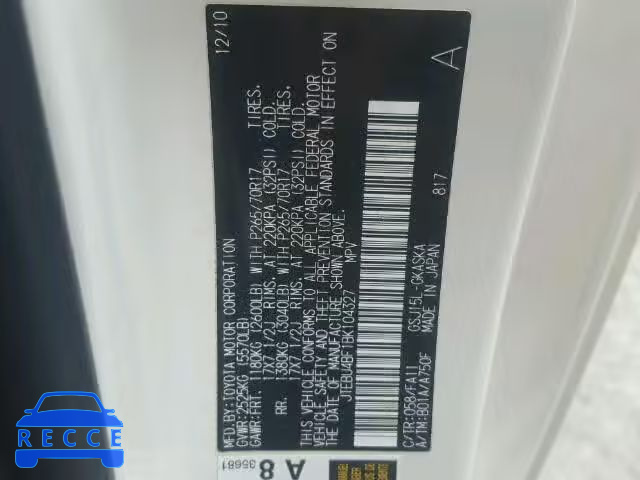 MFD.BY:TOYOTA MOTOR CORPORATION 12/10
GVWR:2525KG (5570LB)
GAWR:FRT. 1180KG (2600LB) WITH P265/70R17 TIRES,
17X7 1/2J RIMS, AT 220KPA (32PSI) COLD.
RR. 1380KG (3040LB) WITH P265/70R17 TIRES,
17X7 1/2J RIMS, AT 220KPA (32PSI) COLD.
THIS VEHICLE CONFORMS TO ALL APPLICABLE FEDERAL MOTOR
VEHICLE SAFETY AND THEFT PREVENTION STANDARDS IN EFFECT ON
THE DATE OF MANUFACTURE SHOWN ABOVE.
JTEBU4BF7BK104327 MPV
C/TR:058/FA11 GSJ15L-GKASKA 817
A/TM:B01A/A750F MADE IN JAPAN
A
A 8
35681